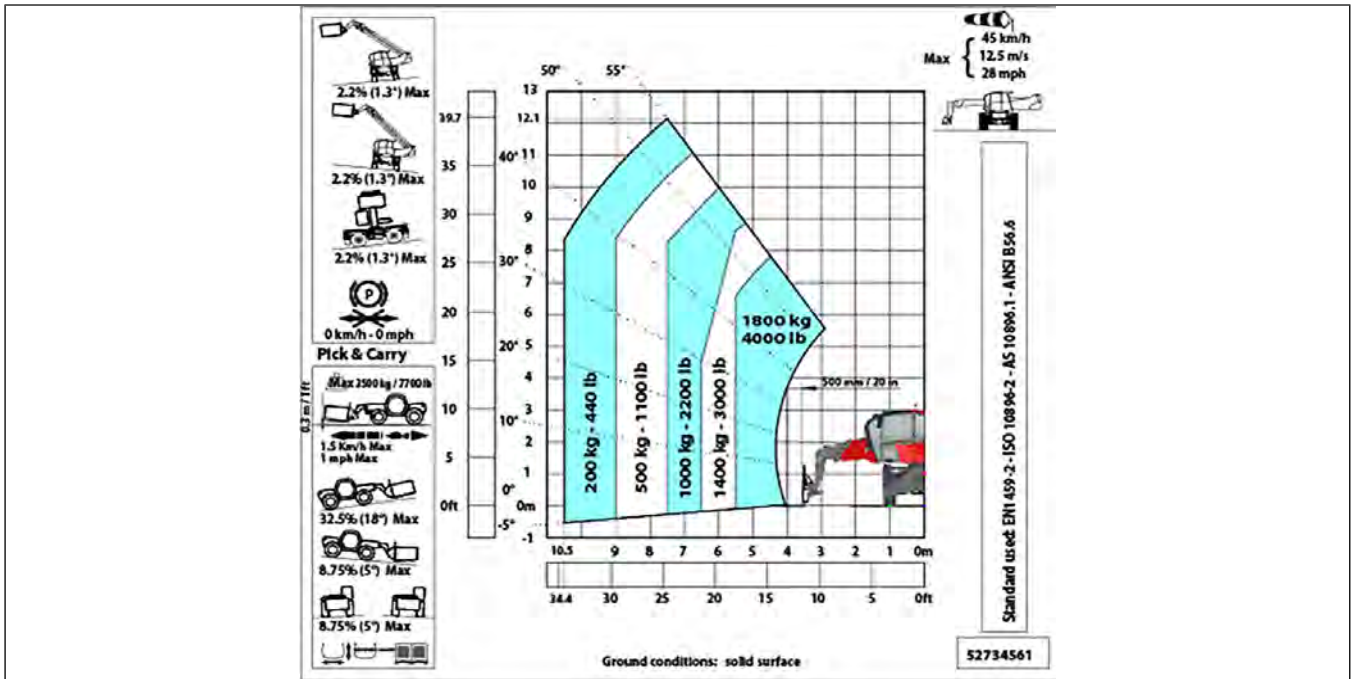 2.2% (1.3°) Max
2.2% (1.3°) Max
2.2% (1.3°) Max
P
0 km/h - 0 mph
Pick & Carry
Max 2500 kg / 7700 lb
0.3 m / 1ft
1.5 Km/h Max
1 mph Max
32.5% (18°) Max
8.75% (5°) Max
8.75% (5°) Max
39.7
35
30
25
20
15
10
5
0ft
50°
55°
40°
30°
20°
10°
0°
-5°
13
12.1
11
10
9
8
7
6
5
4
3
2
1
0m
-1
200 kg - 440 lb
500 kg - 1100 lb
1000 kg - 2200 lb
1400 kg - 3000 lb
1800 kg
4000 lb
500 mm / 20 in
10.5 9 8 7 6 5 4 3 2 1 0m
34.4 30 25 20 15 10 5 0ft
Ground conditions: solid surface
Max
45 km/h
12.5 m/s
28 mph
Standard used: EN1459-2 - ISO 10896-2 - AS 10896.1 - ANSI B56.6
52734561